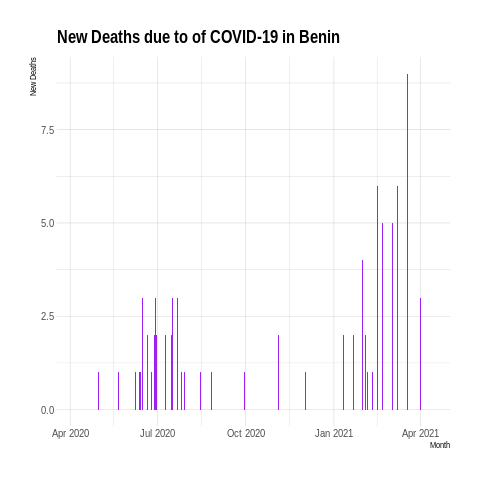 New Deaths due to of COVID-19 in Benin
New Deaths
7.5
5.0
2.5
0.0
Apr 2020 Jul 2020 Oct 2020 Jan 2021 Apr 2021
Month